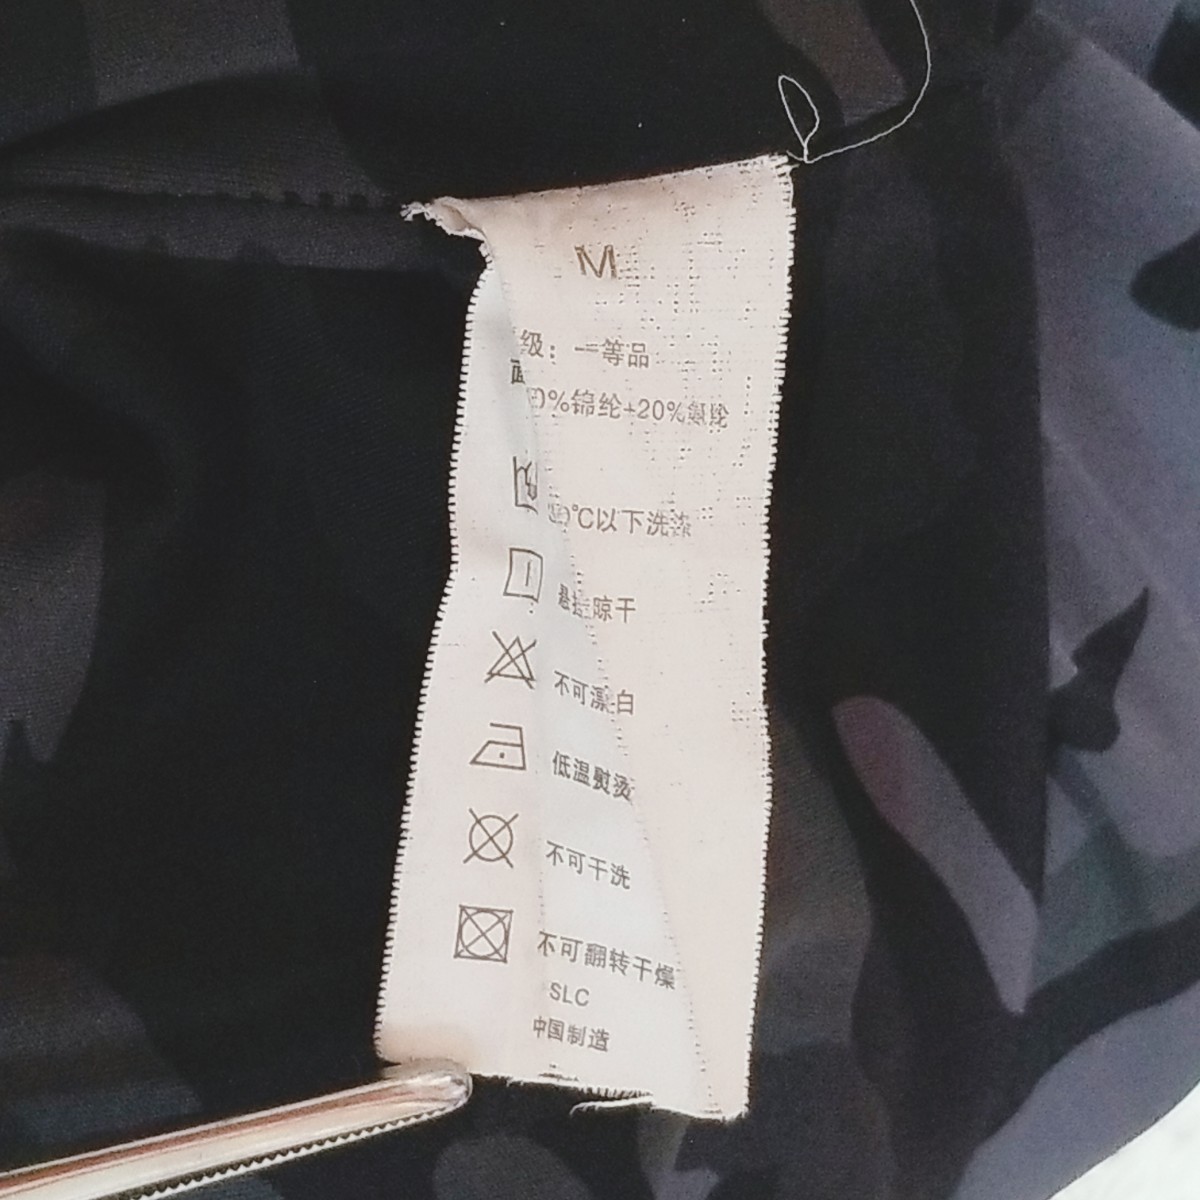 M
级：一等品
0%锦纶+20%氨纶
0℃以下洗涤
悬挂晾干
不可漂白
低温熨烫
不可干洗
不可翻转干燥
SLC
中国制造